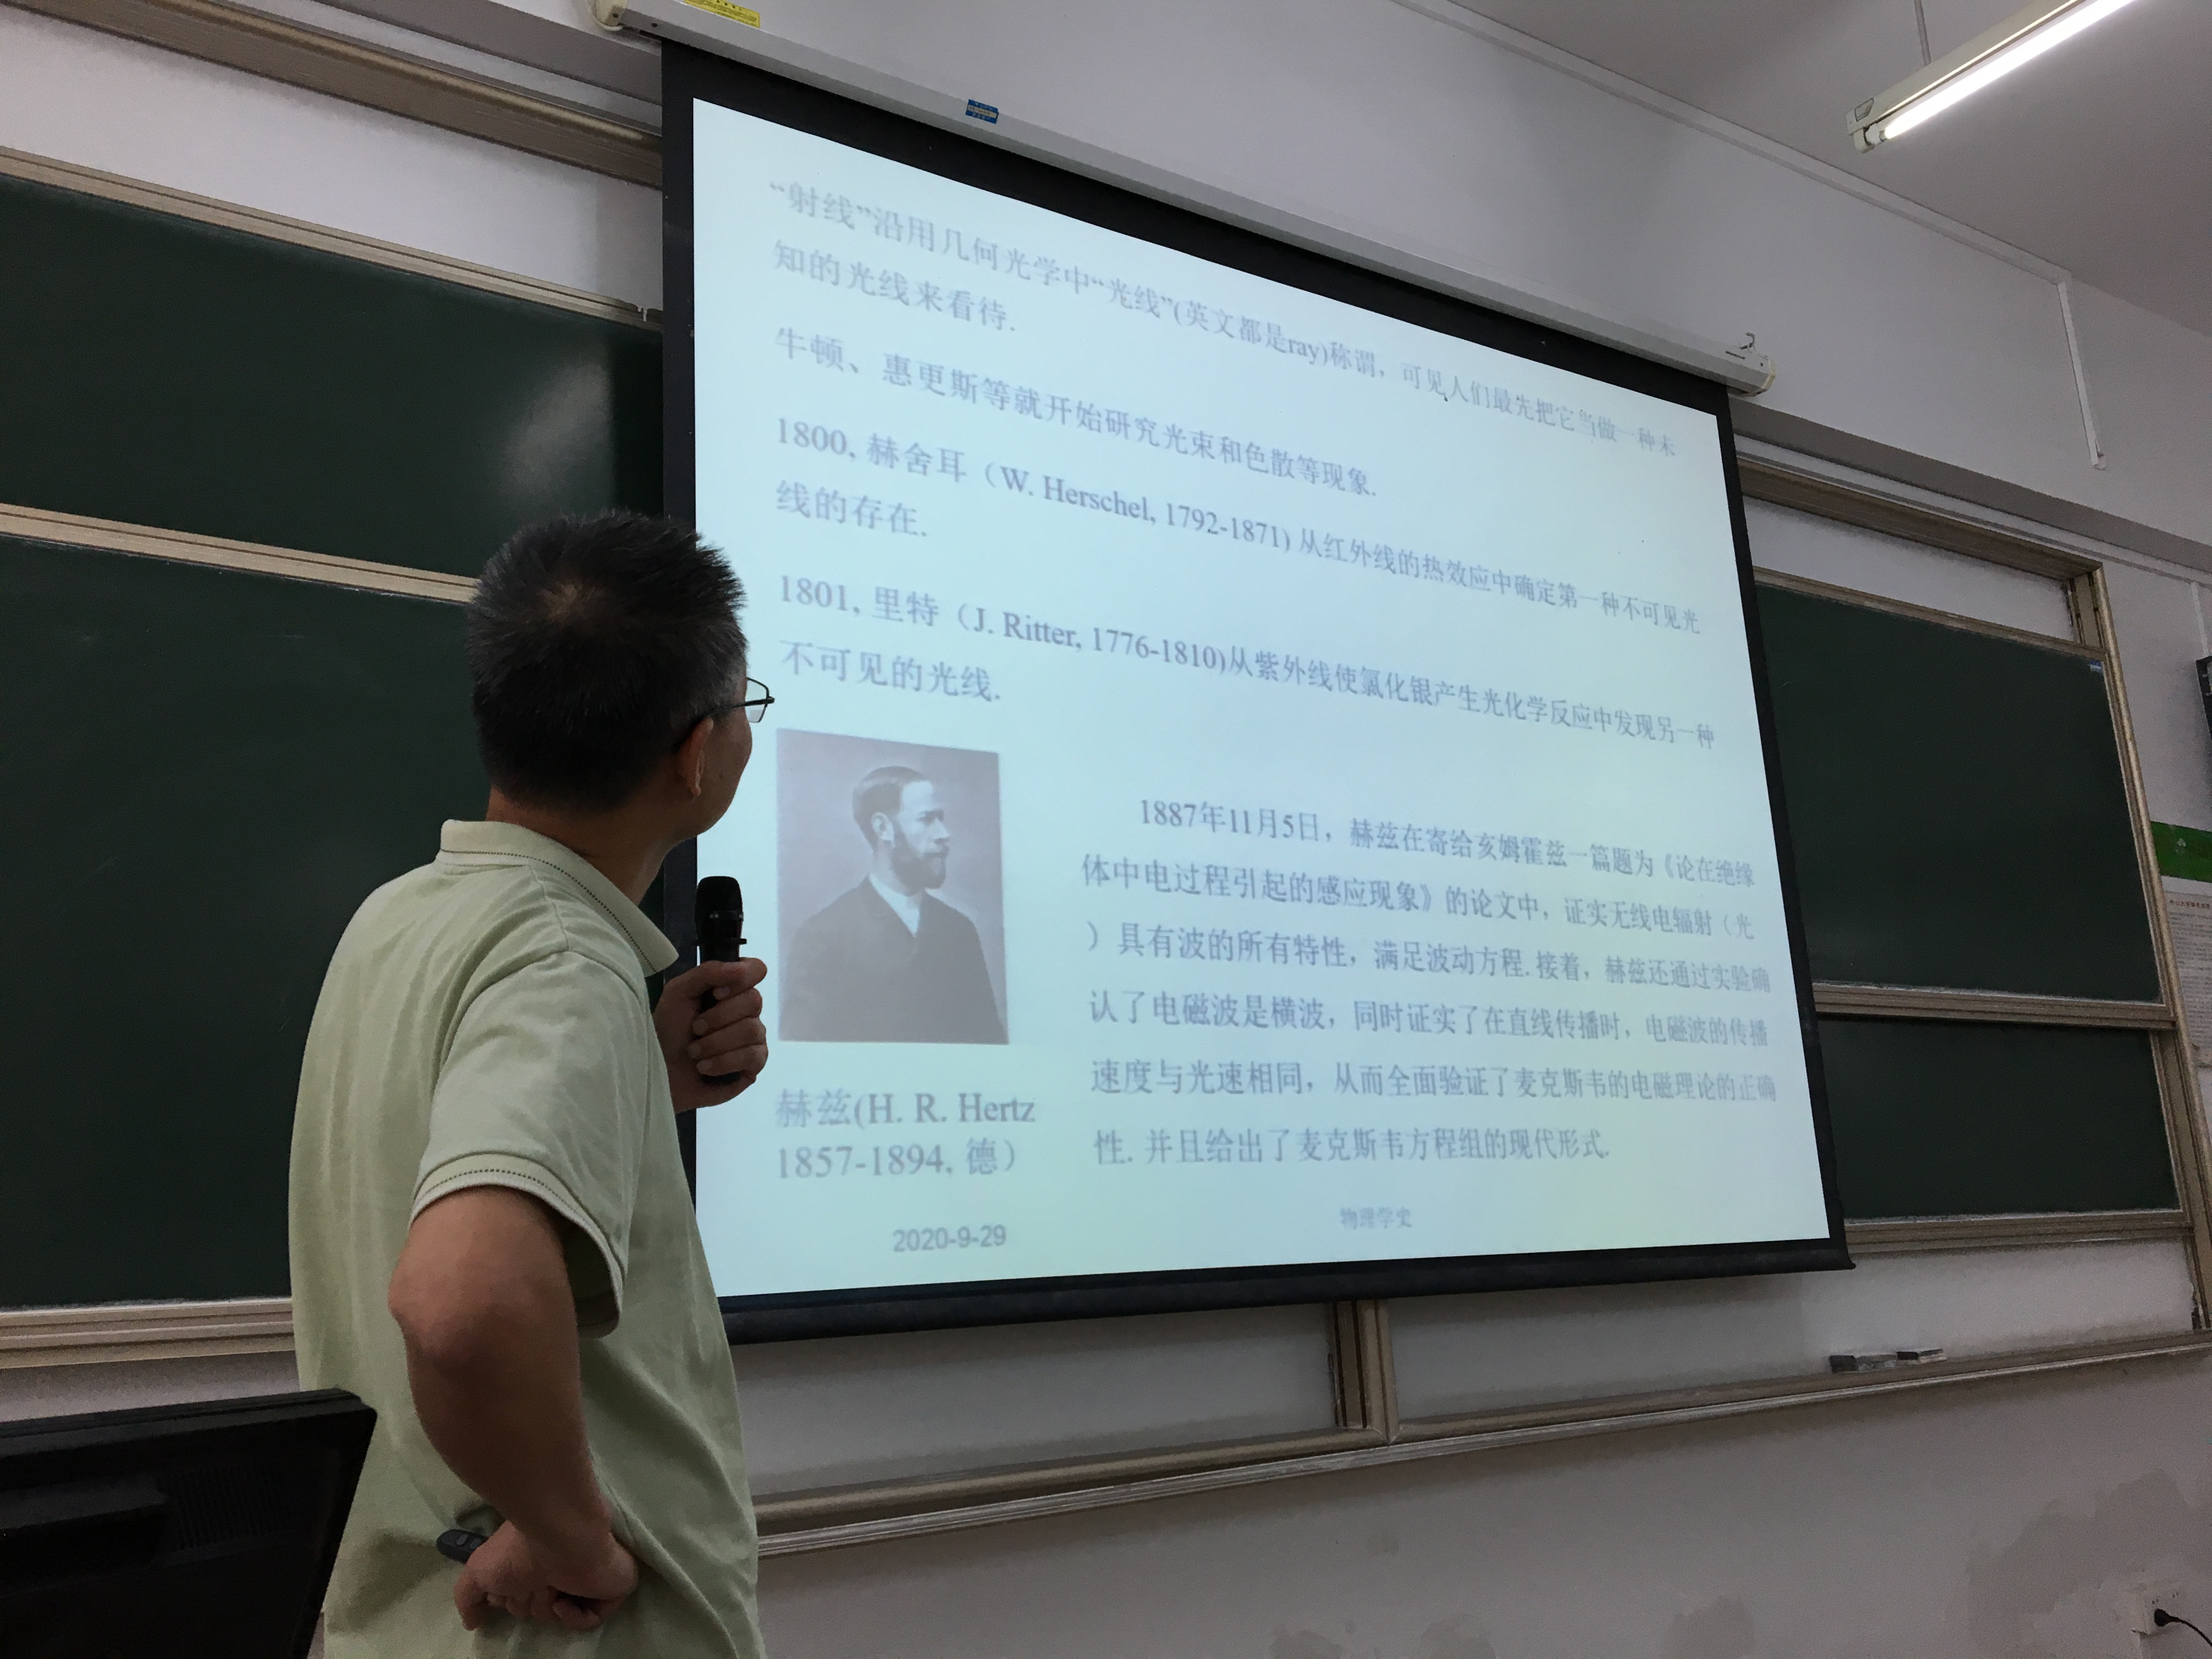 “射线”沿用几何光学中“光线”(英文都是ray)称谓，可见人们最先把它当做一种未
知的光线来看待.
牛顿、惠更斯等就开始研究光束和色散等现象.
1800, 赫舍耳（W. Herschel, 1792-1871) 从红外线的热效应中确定第一种不可见光
线的存在.
1801, 里特（J. Ritter, 1776-1810)从紫外线使氯化银产生光化学反应中发现另一种
不可见的光线.
1887年11月5日，赫兹在寄给亥姆霍兹一篇题为《论在绝缘
体中电过程引起的感应现象》的论文中，证实无线电辐射（光
）具有波的所有特性，满足波动方程. 接着，赫兹还通过实验确
认了电磁波是横波，同时证实了在直线传播时，电磁波的传播
速度与光速相同，从而全面验证了麦克斯韦的电磁理论的正确
性. 并且给出了麦克斯韦方程组的现代形式.
赫兹(H. R. Hertz
1857-1894, 德）
2020-9-29
物理学史